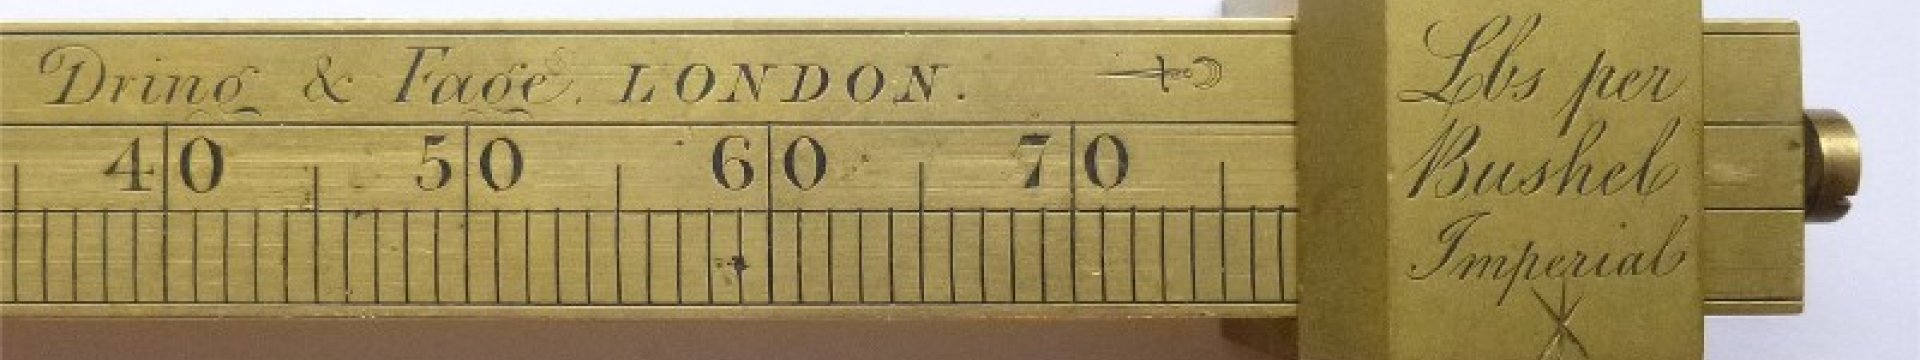 Dring & Fage, LONDON.
40 50 60 70
Lbs per
Bushel
Imperial